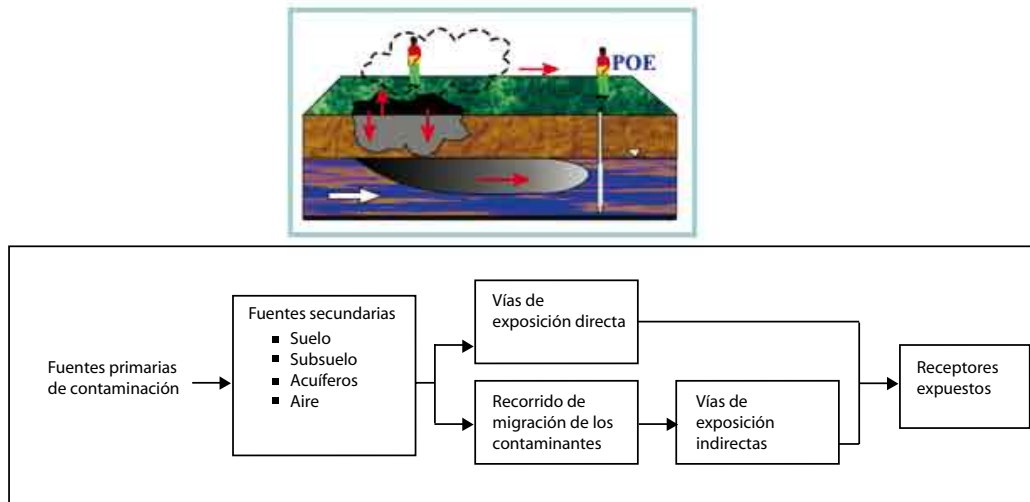 POE
Fuentes primarias
de contaminación
Fuentes secundarias
▪ Suelo
▪ Subsuelo
▪ Acuíferos
▪ Aire
Vías de
exposición directa
Recorrido de
migración de los
contaminantes
Vías de
exposición
indirectas
Receptores
expuestos